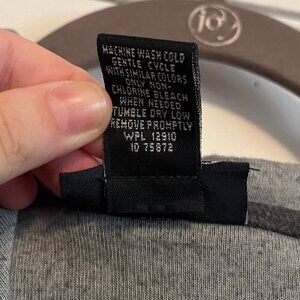 MACHINE WASH COLD
GENTLE CYCLE
WITH SIMILAR COLORS
ONLY NON-
CHLORINE BLEACH
WHEN NEEDED
TUMBLE DRY LOW
REMOVE PROMPTLY
WPL 12910
ID 75872